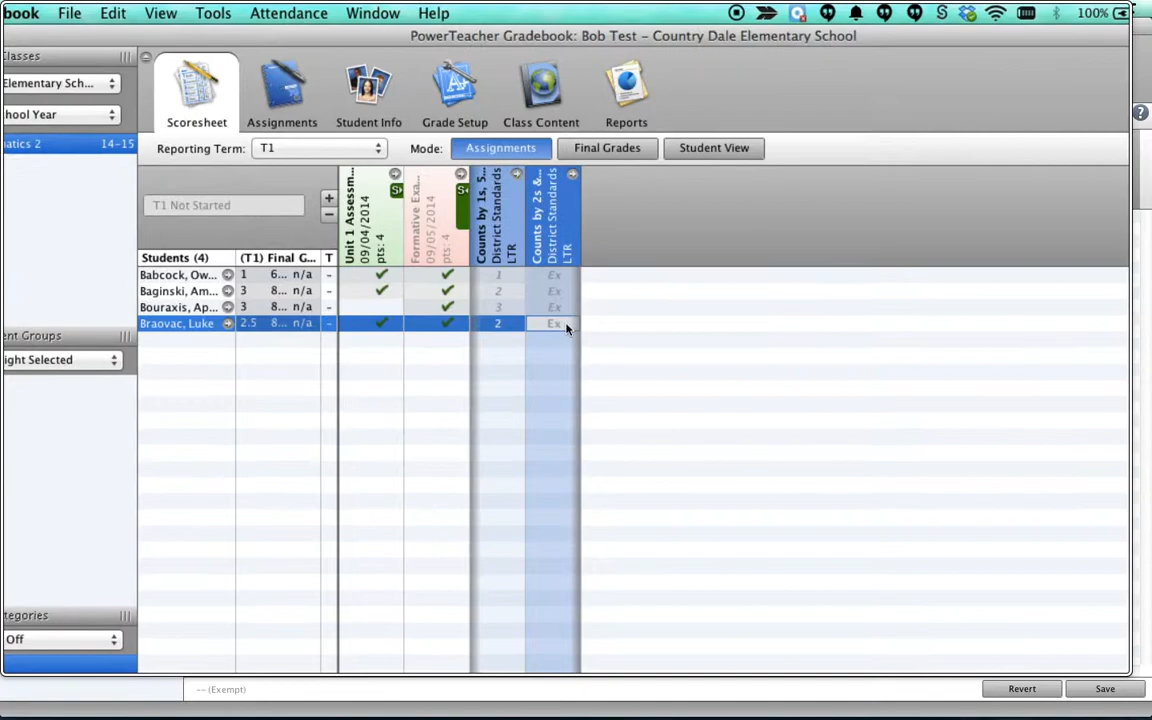 book File Edit View Tools Attendance Window Help 100%
PowerTeacher Gradebook: Bob Test - Country Dale Elementary School
Classes
Elementary Sch...
hool Year
atics 2 14-15
Scoresheet Assignments Student Info Grade Setup Class Content Reports
Reporting Term: T1 Mode: Assignments Final Grades Student View
T1 Not Started
+
−
Unit 1 Assessm...
09/04/2014
pts: 4
Formative Exa...
09/05/2014
pts: 4
Counts by 1s, 5...
District Standards
LTR
Counts by 2s &...
District Standards
LTR
Students (4) (T1) Final G... T
Babcock, Ow... 1 6... n/a - 1 Ex
Baginski, Am... 3 8... n/a - 2 Ex
Bouraxis, Ap... 3 8... n/a - 3 Ex
Braovac, Luke 2.5 8... n/a - 2 Ex
ent Groups
ight Selected
tegories
Off
-- (Exempt) Revert Save